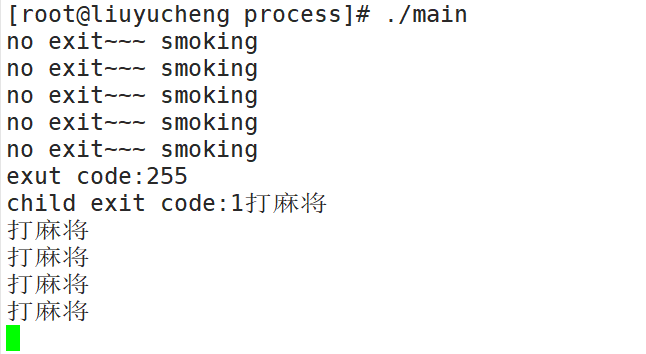 [root@liuyucheng process]# ./main
no exit~~~ smoking
no exit~~~ smoking
no exit~~~ smoking
no exit~~~ smoking
no exit~~~ smoking
exut code:255
child exit code:1打麻将
打麻将
打麻将
打麻将
打麻将